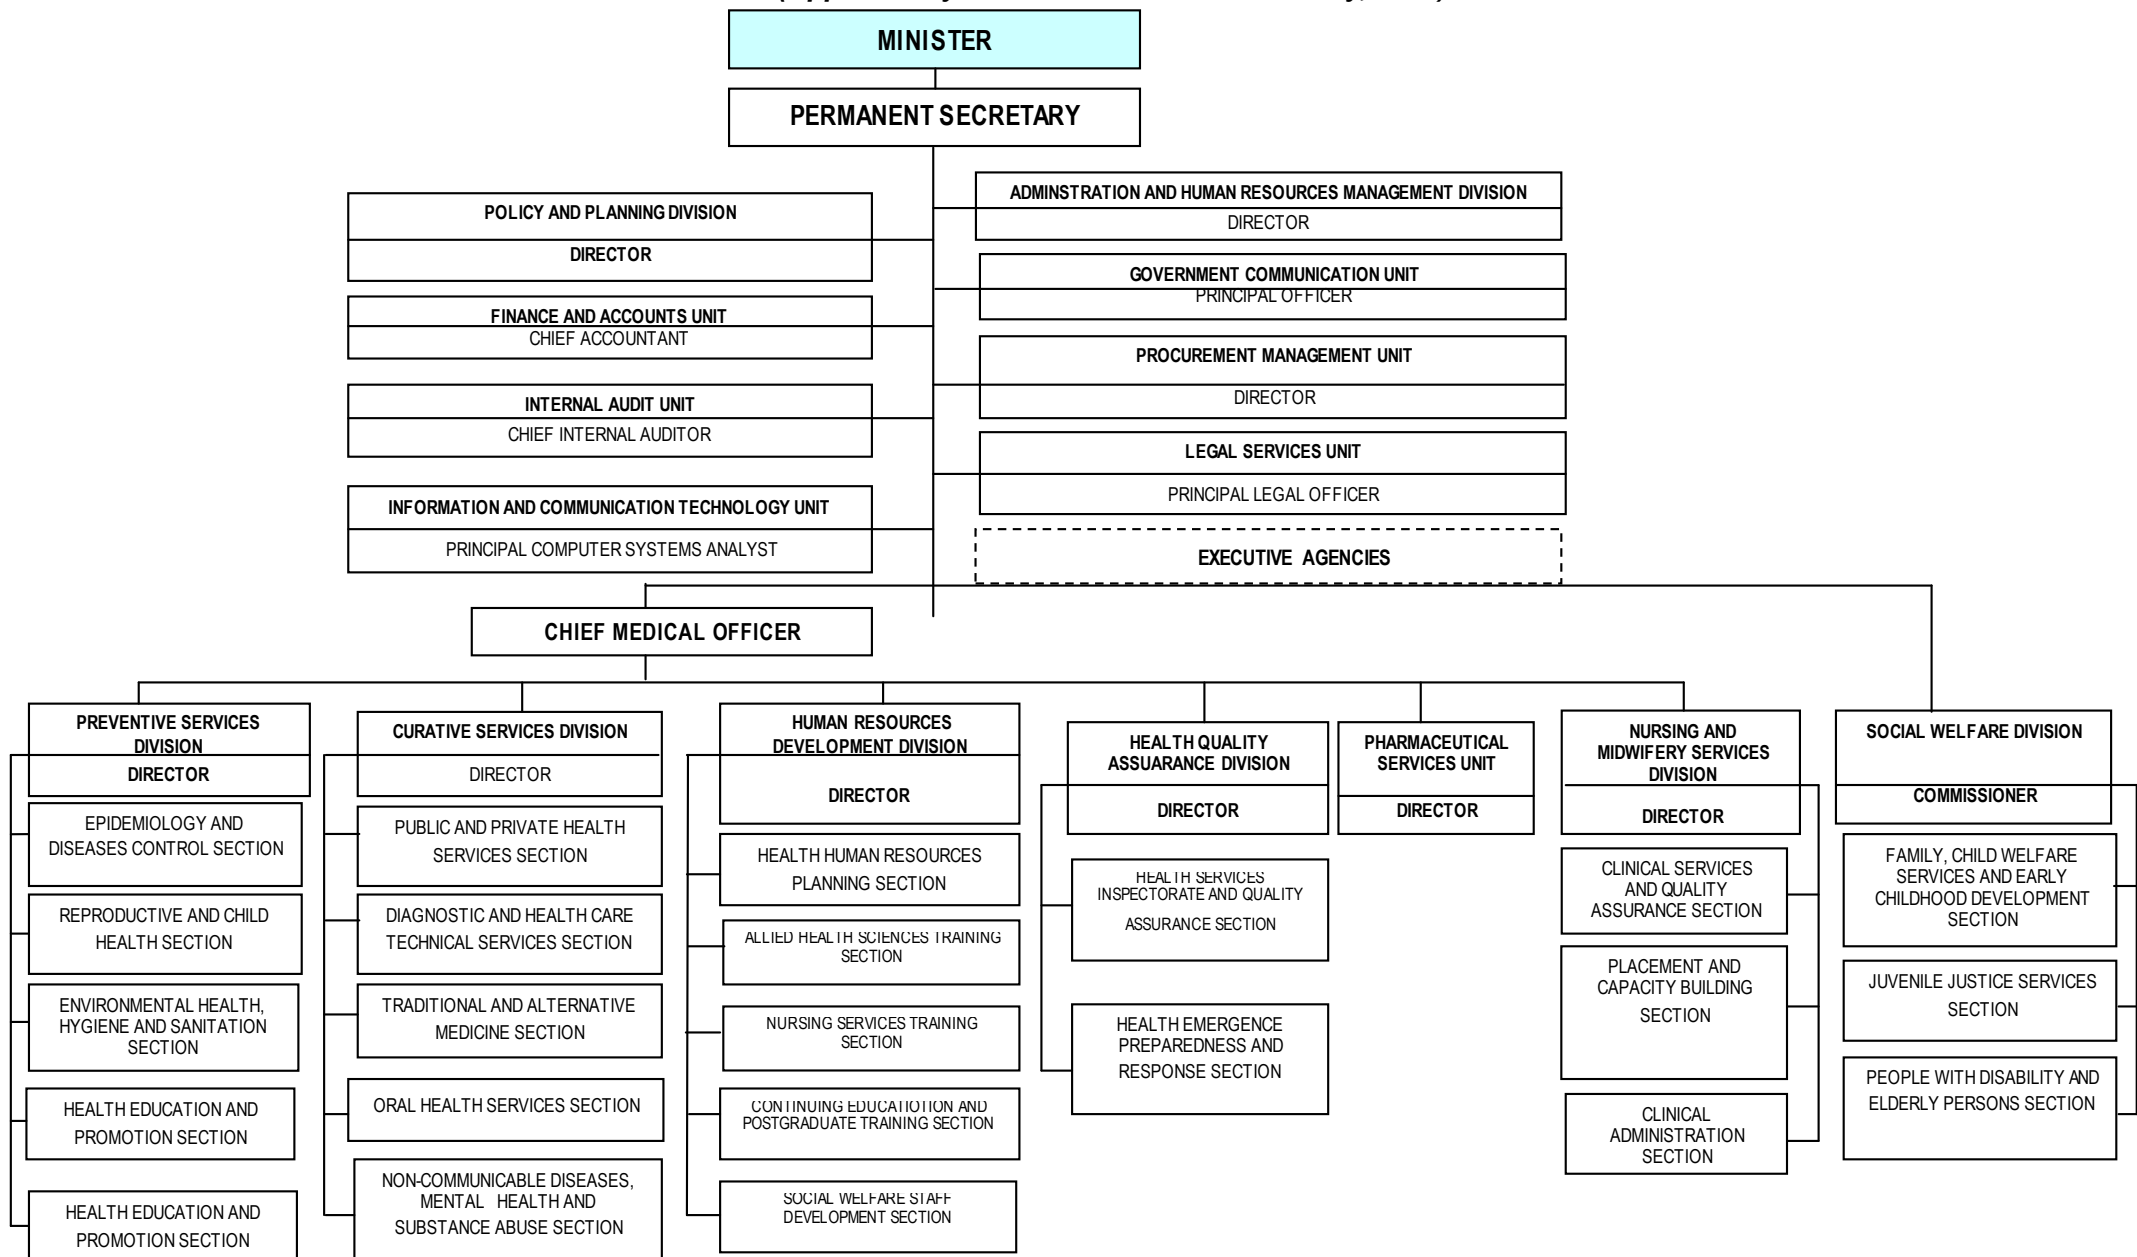 MINISTER
PERMANENT SECRETARY
POLICY AND PLANNING DIVISION
DIRECTOR
FINANCE AND ACCOUNTS UNIT
CHIEF ACCOUNTANT
INTERNAL AUDIT UNIT
CHIEF INTERNAL AUDITOR
INFORMATION AND COMMUNICATION TECHNOLOGY UNIT
PRINCIPAL COMPUTER SYSTEMS ANALYST
ADMINSTRATION AND HUMAN RESOURCES MANAGEMENT DIVISION
DIRECTOR
GOVERNMENT COMMUNICATION UNIT
PRINCIPAL OFFICER
PROCUREMENT MANAGEMENT UNIT
DIRECTOR
LEGAL SERVICES UNIT
PRINCIPAL LEGAL OFFICER
EXECUTIVE AGENCIES
CHIEF MEDICAL OFFICER
PREVENTIVE SERVICES
DIVISION
DIRECTOR
EPIDEMIOLOGY AND
DISEASES CONTROL SECTION
REPRODUCTIVE AND CHILD
HEALTH SECTION
ENVIRONMENTAL HEALTH,
HYGIENE AND SANITATION
SECTION
HEALTH EDUCATION AND
PROMOTION SECTION
HEALTH EDUCATION AND
PROMOTION SECTION
CURATIVE SERVICES DIVISION
DIRECTOR
PUBLIC AND PRIVATE HEALTH
SERVICES SECTION
DIAGNOSTIC AND HEALTH CARE
TECHNICAL SERVICES SECTION
TRADITIONAL AND ALTERNATIVE
MEDICINE SECTION
ORAL HEALTH SERVICES SECTION
NON-COMMUNICABLE DISEASES,
MENTAL HEALTH AND
SUBSTANCE ABUSE SECTION
HUMAN RESOURCES
DEVELOPMENT DIVISION
DIRECTOR
HEALTH HUMAN RESOURCES
PLANNING SECTION
ALLIED HEALTH SCIENCES TRAINING
SECTION
NURSING SERVICES TRAINING
SECTION
CONTINUING EDUCATIOTION AND
POSTGRADUATE TRAINING SECTION
SOCIAL WELFARE STAFF
DEVELOPMENT SECTION
HEALTH QUALITY
ASSUARANCE DIVISION
DIRECTOR
HEALTH SERVICES
INSPECTORATE AND QUALITY
ASSURANCE SECTION
HEALTH EMERGENCE
PREPAREDNESS AND
RESPONSE SECTION
PHARMACEUTICAL
SERVICES UNIT
DIRECTOR
NURSING AND
MIDWIFERY SERVICES
DIVISION
DIRECTOR
CLINICAL SERVICES
AND QUALITY
ASSURANCE SECTION
PLACEMENT AND
CAPACITY BUILDING
SECTION
CLINICAL
ADMINISTRATION
SECTION
SOCIAL WELFARE DIVISION
COMMISSIONER
FAMILY, CHILD WELFARE
SERVICES AND EARLY
CHILDHOOD DEVELOPMENT
SECTION
JUVENILE JUSTICE SERVICES
SECTION
PEOPLE WITH DISABILITY AND
ELDERLY PERSONS SECTION